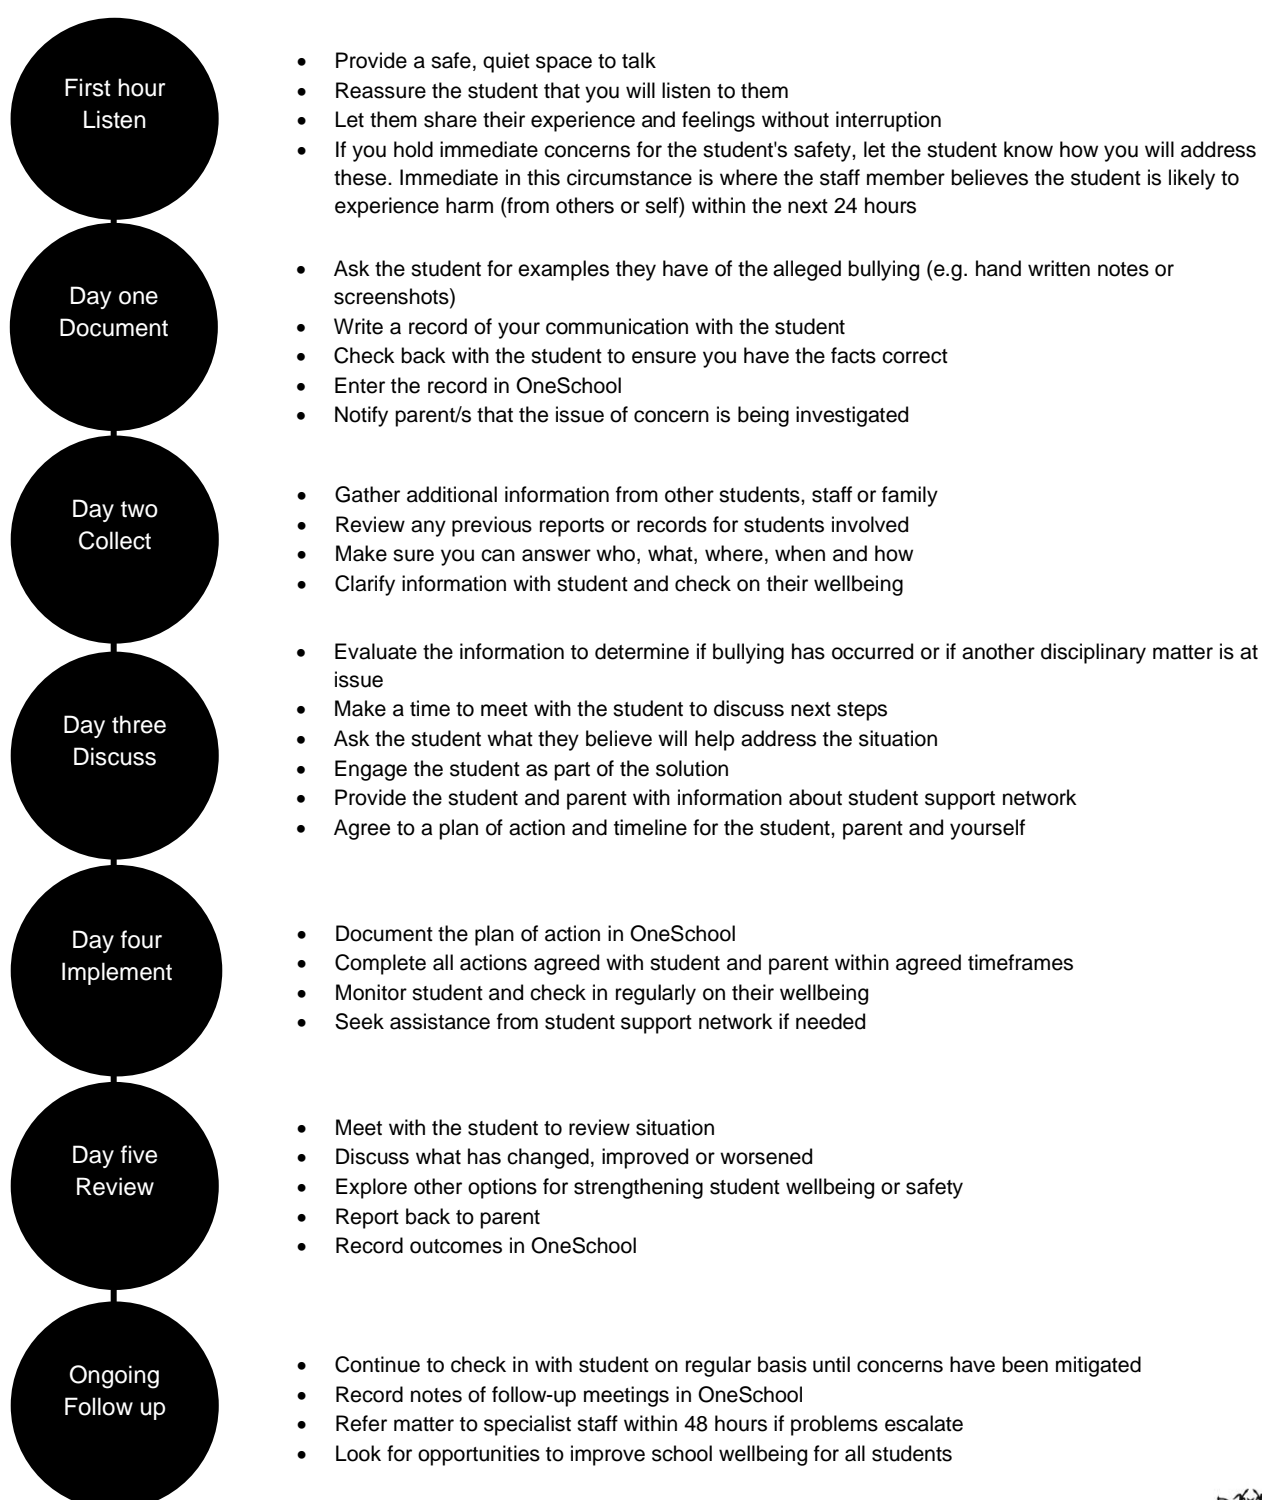 First hour
Listen
• Provide a safe, quiet space to talk
• Reassure the student that you will listen to them
• Let them share their experience and feelings without interruption
• If you hold immediate concerns for the student's safety, let the student know how you will address
these. Immediate in this circumstance is where the staff member believes the student is likely to
experience harm (from others or self) within the next 24 hours
Day one
Document
• Ask the student for examples they have of the alleged bullying (e.g. hand written notes or
screenshots)
• Write a record of your communication with the student
• Check back with the student to ensure you have the facts correct
• Enter the record in OneSchool
• Notify parent/s that the issue of concern is being investigated
Day two
Collect
• Gather additional information from other students, staff or family
• Review any previous reports or records for students involved
• Make sure you can answer who, what, where, when and how
• Clarify information with student and check on their wellbeing
Day three
Discuss
• Evaluate the information to determine if bullying has occurred or if another disciplinary matter is at
issue
• Make a time to meet with the student to discuss next steps
• Ask the student what they believe will help address the situation
• Engage the student as part of the solution
• Provide the student and parent with information about student support network
• Agree to a plan of action and timeline for the student, parent and yourself
Day four
Implement
• Document the plan of action in OneSchool
• Complete all actions agreed with student and parent within agreed timeframes
• Monitor student and check in regularly on their wellbeing
• Seek assistance from student support network if needed
Day five
Review
• Meet with the student to review situation
• Discuss what has changed, improved or worsened
• Explore other options for strengthening student wellbeing or safety
• Report back to parent
• Record outcomes in OneSchool
Ongoing
Follow up
• Continue to check in with student on regular basis until concerns have been mitigated
• Record notes of follow-up meetings in OneSchool
• Refer matter to specialist staff within 48 hours if problems escalate
• Look for opportunities to improve school wellbeing for all students